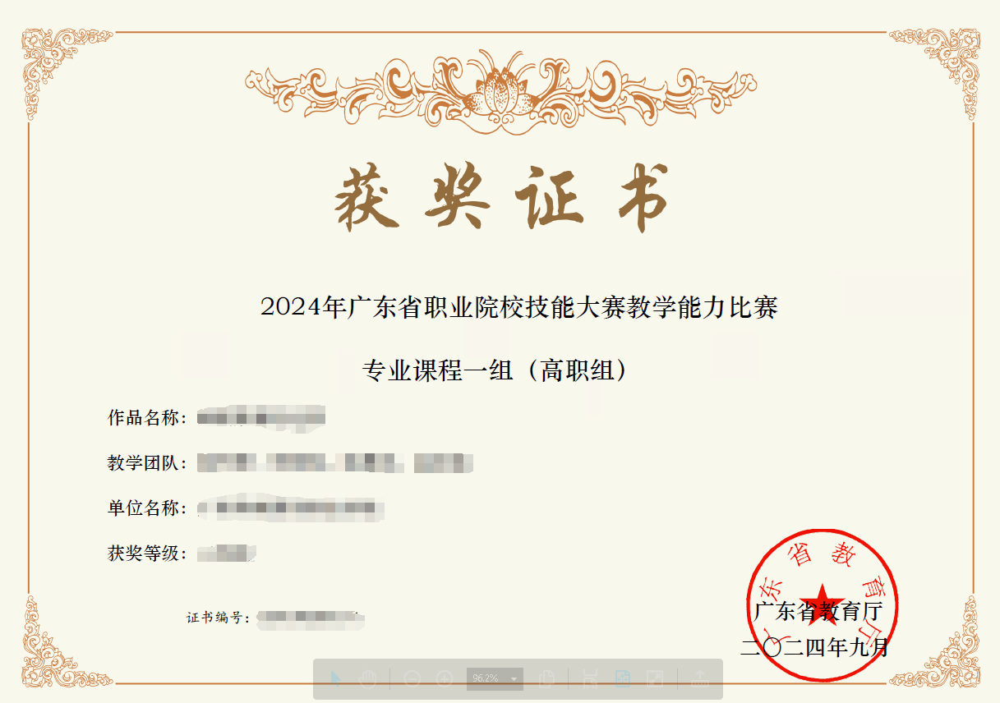 获奖证书
2024年广东省职业院校技能大赛教学能力比赛
专业课程一组（高职组）
作品名称：
教学团队：
单位名称：
获奖等级：
证书编号：
广东省教育厅
广东省教育厅
二〇二四年九月
96.2%